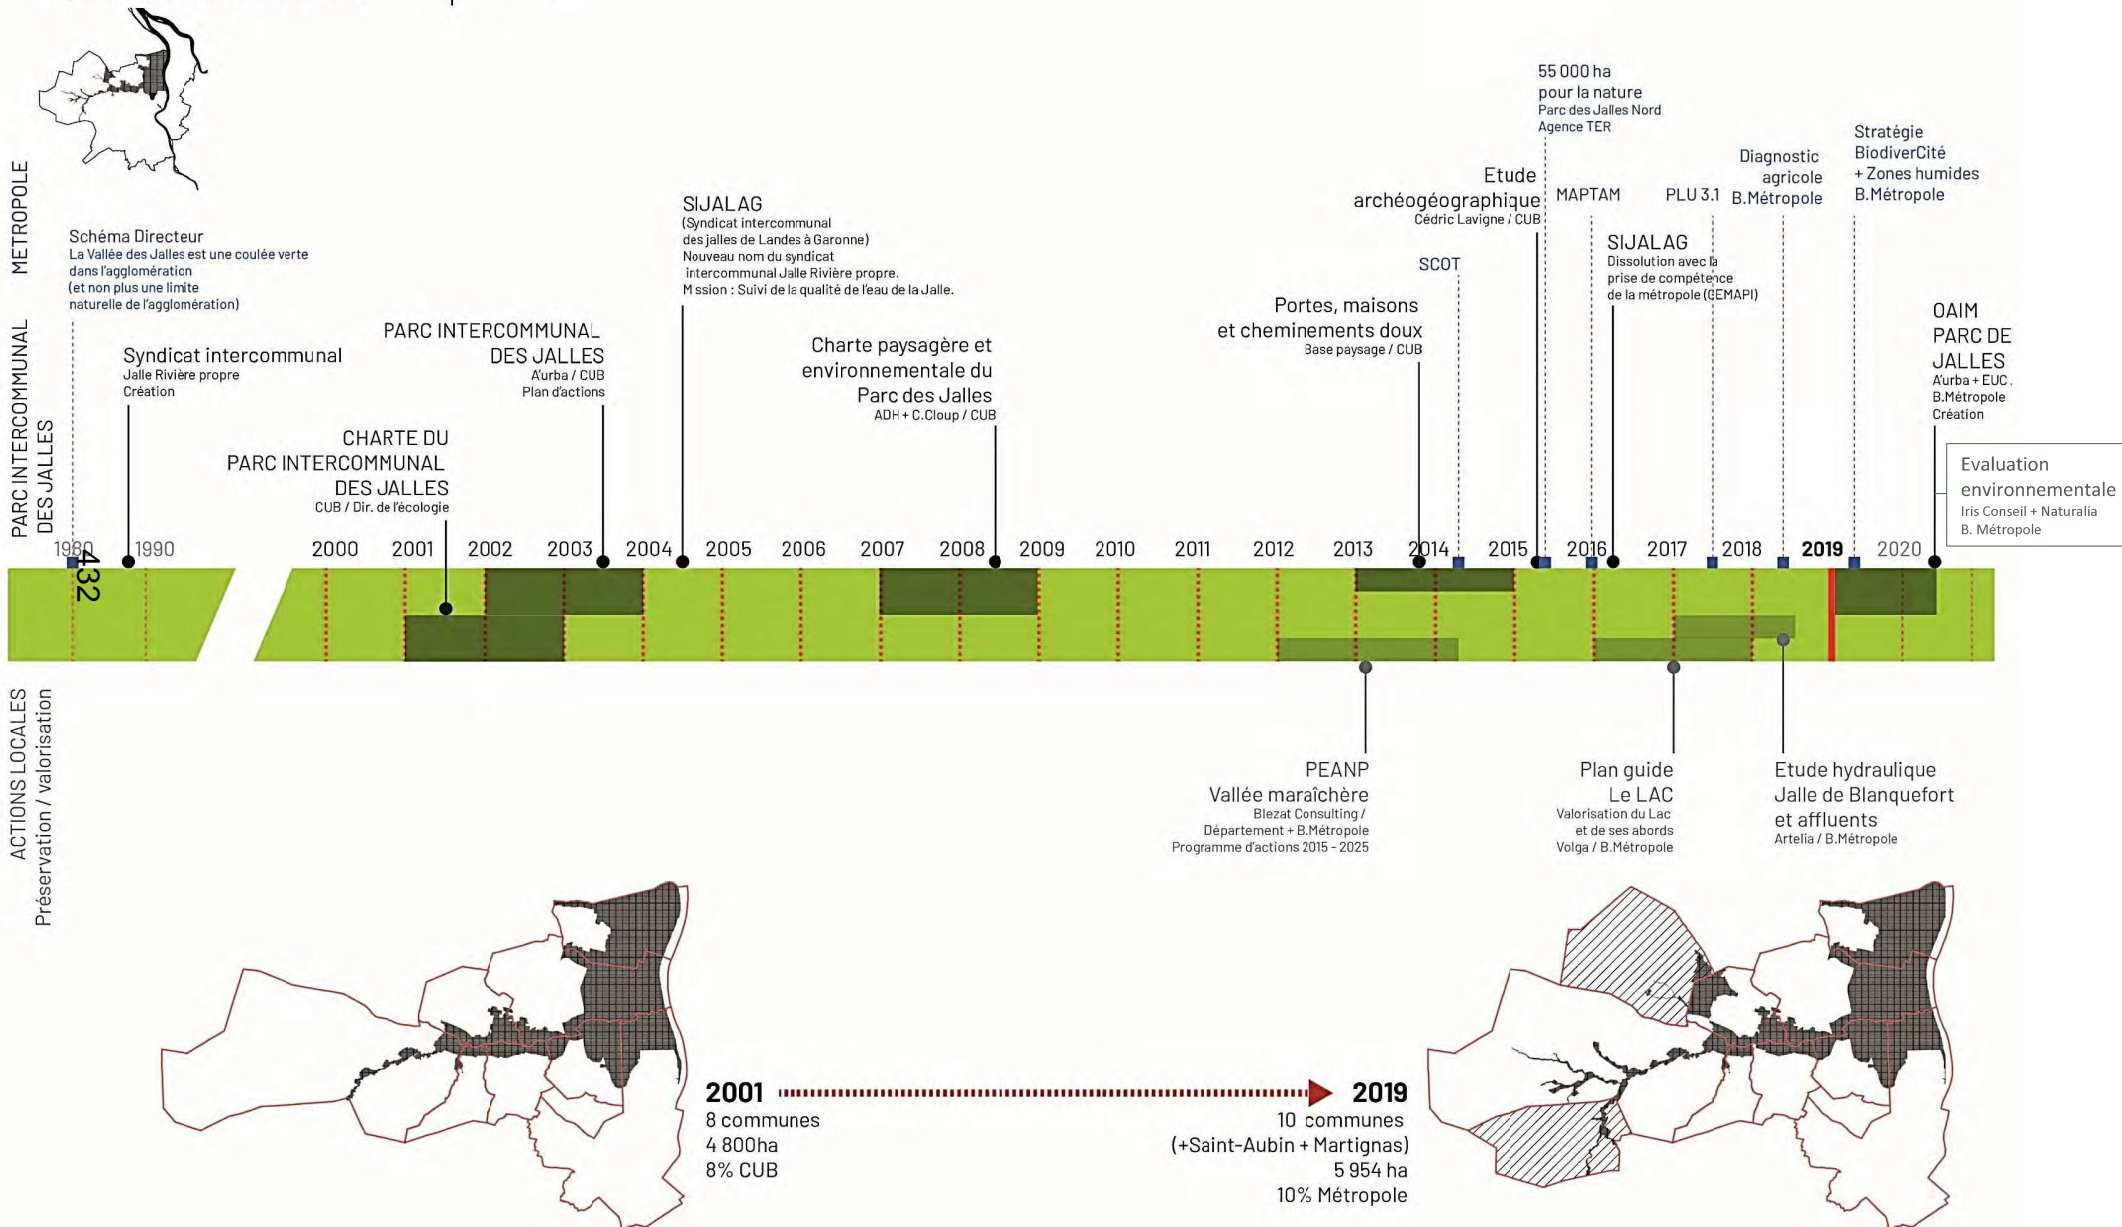 METROPOLE
PARC INTERCOMMUNAL
DES JALLES
ACTIONS LOCALES
Préservation / valorisation
Schéma Directeur
La Vallée des Jalles est une coulée verte
dans l'agglomération
(et non plus une limite
naturelle de l'agglomération)
Syndicat intercommunal
Jalle Rivière propre
Création
CHARTE DU
PARC INTERCOMMUNAL
DES JALLES
CUB / Dir. de l'écologie
PARC INTERCOMMUNAL
DES JALLES
A'urba / CUB
Plan d'actions
SIJALAG
(Syndicat intercommunal
des jalles de Landes à Garonne)
Nouveau nom du syndicat
intercommunal Jalle Rivière propre.
Mission : Suivi de la qualité de l'eau de la Jalle.
Charte paysagère et
environnementale du
Parc des Jalles
ADH + C.Cloup / CUB
Portes, maisons
et cheminements doux
Base paysage / CUB
SCOT
Etude
archéogéographique
Cédric Lavigne / CUB
55 000 ha
pour la nature
Parc des Jalles Nord
Agence TER
MAPTAM
SIJALAG
Dissolution avec la
prise de compétence
de la métropole (GEMAPI)
PLU 3.1
Diagnostic
agricole
B.Métropole
Stratégie
BiodiverCité
+ Zones humides
B.Métropole
OAIM
PARC DE
JALLES
A'urba + EUC .
B.Métropole
Création
Evaluation
environnementale
Iris Conseil + Naturalia
B. Métropole
1980 1990 2000 2001 2002 2003 2004 2005 2006 2007 2008 2009 2010 2011 2012 2013 2014 2015 2016 2017 2018 2019 2020
432
PEANP
Vallée maraîchère
Blezat Consulting /
Département + B.Métropole
Programme d'actions 2015 - 2025
Plan guide
Le LAC
Valorisation du Lac
et de ses abords
Volga / B.Métropole
Etude hydraulique
Jalle de Blanquefort
et affluents
Artelia / B.Métropole
2001
8 communes
4 800ha
8% CUB
2019
10 communes
(+Saint-Aubin + Martignas)
5 954 ha
10% Métropole